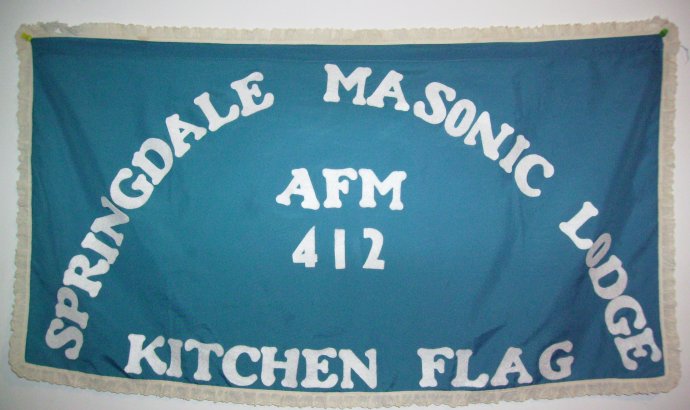 SPRINGDALE MASONIC LODGE
AFM
412
KITCHEN FLAG